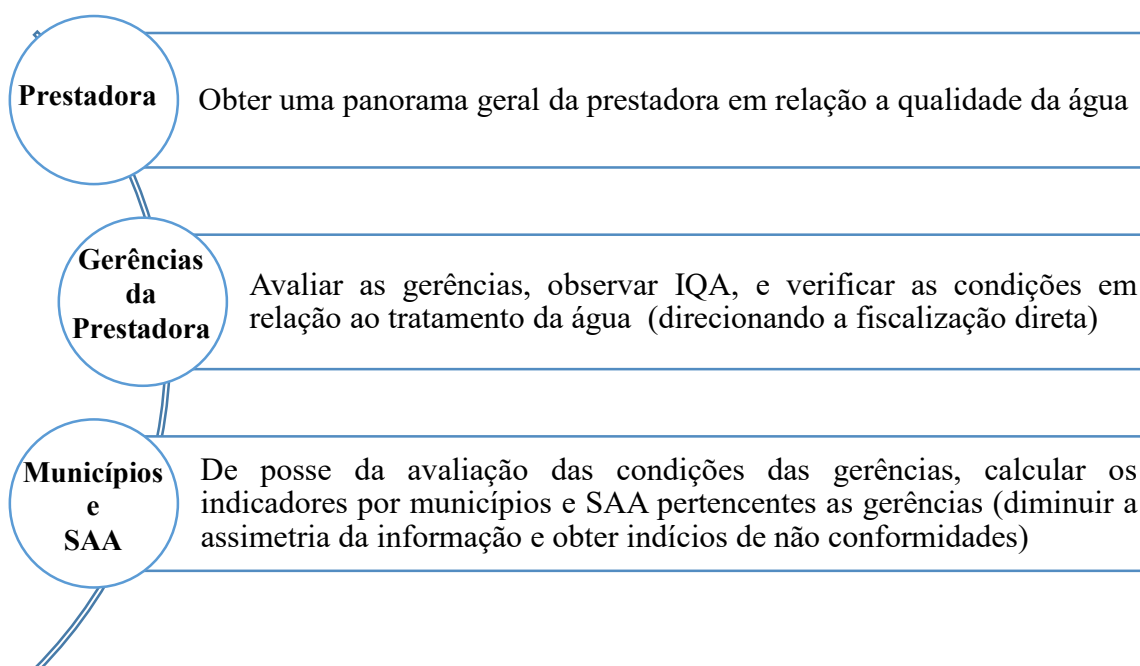 Prestadora
Obter uma panorama geral da prestadora em relação a qualidade da água
Gerências
da
Prestadora
Avaliar as gerências, observar IQA, e verificar as condições em
relação ao tratamento da água (direcionando a fiscalização direta)
Municípios
e
SAA
De posse da avaliação das condições das gerências, calcular os
indicadores por municípios e SAA pertencentes as gerências (diminuir a
assimetria da informação e obter indícios de não conformidades)